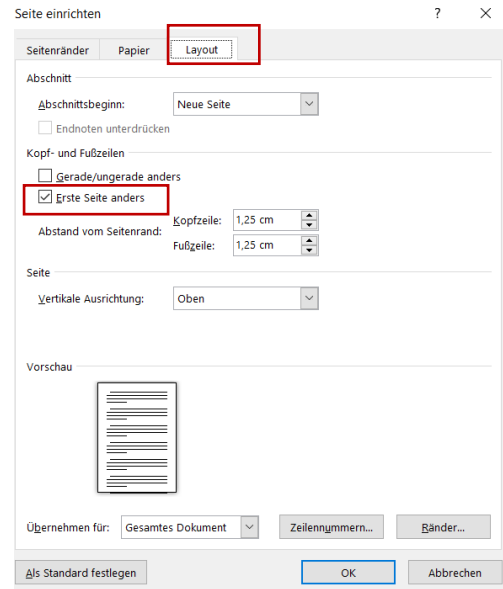 Seite einrichten ?
Seitenränder Papier Layout
Abschnitt
Abschnittsbeginn: Neue Seite
Endnoten unterdrücken
Kopf- und Fußzeilen
Gerade/ungerade anders
Erste Seite anders
Abstand vom Seitenrand: Kopfzeile: 1,25 cm
Fußzeile: 1,25 cm
Seite
Vertikale Ausrichtung: Oben
Vorschau
Übernehmen für: Gesamtes Dokument Zeilennummern... Ränder...
Als Standard festlegen OK Abbrechen